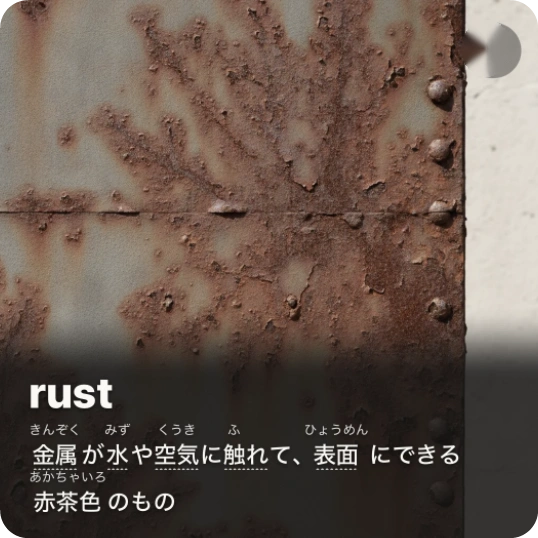 rust
きんぞく みず くうき ふ ひょうめん
金属が水や空気に触れて、表面 にできる
あかちゃいろ
赤茶色 のもの